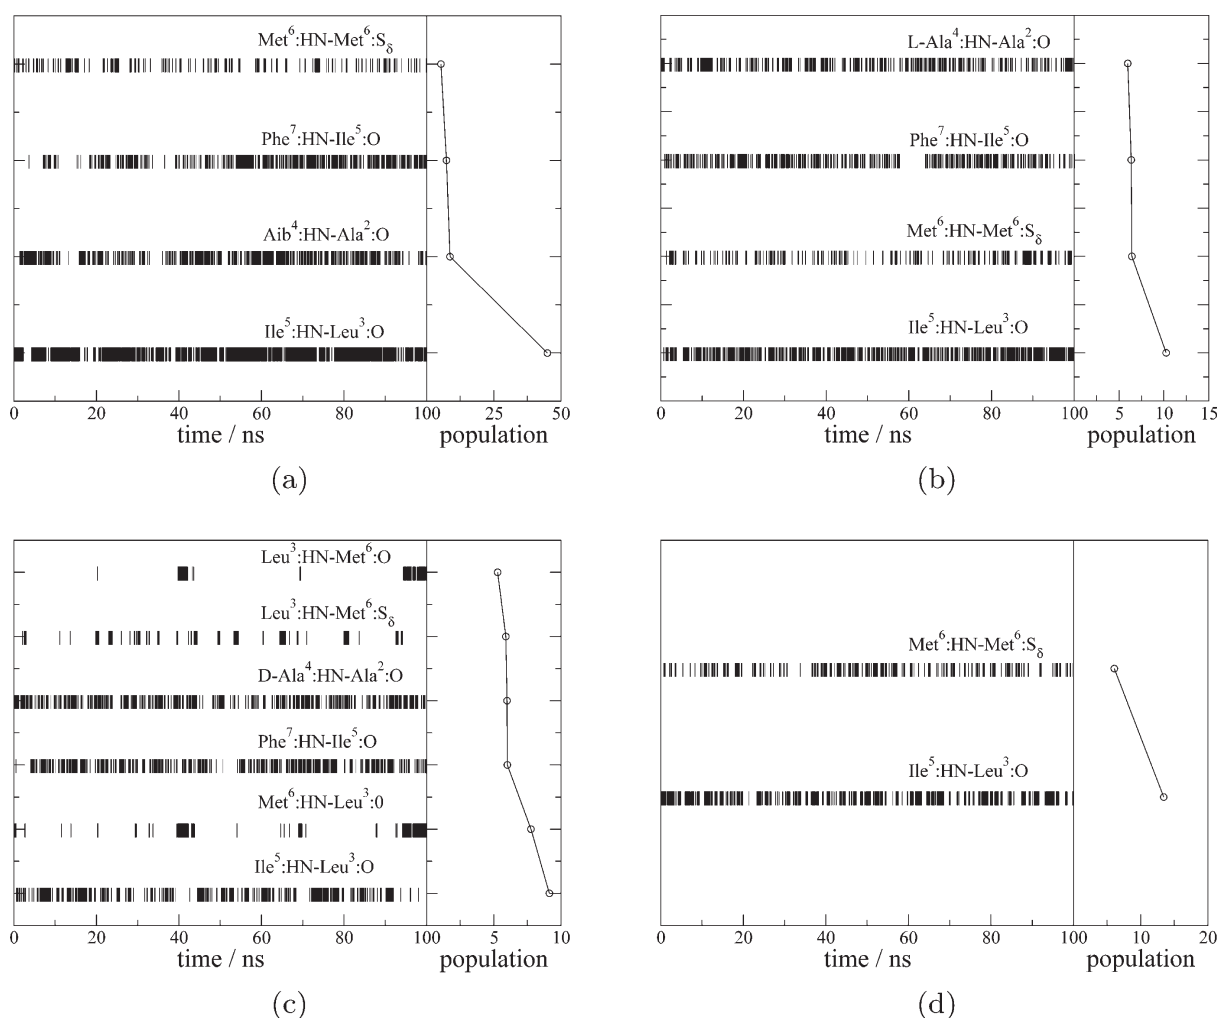 Met⁶:HN-Met⁶:Sδ
Phe⁷:HN-Ile⁵:O
Aib⁴:HN-Ala²:O
Ile⁵:HN-Leu³:O
0 20 40 60 80 100 25 50
time / ns population
(a)
L-Ala⁴:HN-Ala²:O
Phe⁷:HN-Ile⁵:O
Met⁶:HN-Met⁶:Sδ
Ile⁵:HN-Leu³:O
0 20 40 60 80 100 5 10 15
time / ns population
(b)
Leu³:HN-Met⁶:O
Leu³:HN-Met⁶:Sδ
D-Ala⁴:HN-Ala²:O
Phe⁷:HN-Ile⁵:O
Met⁶:HN-Leu³:0
Ile⁵:HN-Leu³:O
0 20 40 60 80 100 5 10
time / ns population
(c)
Met⁶:HN-Met⁶:Sδ
Ile⁵:HN-Leu³:O
0 20 40 60 80 100 10 20
time / ns population
(d)